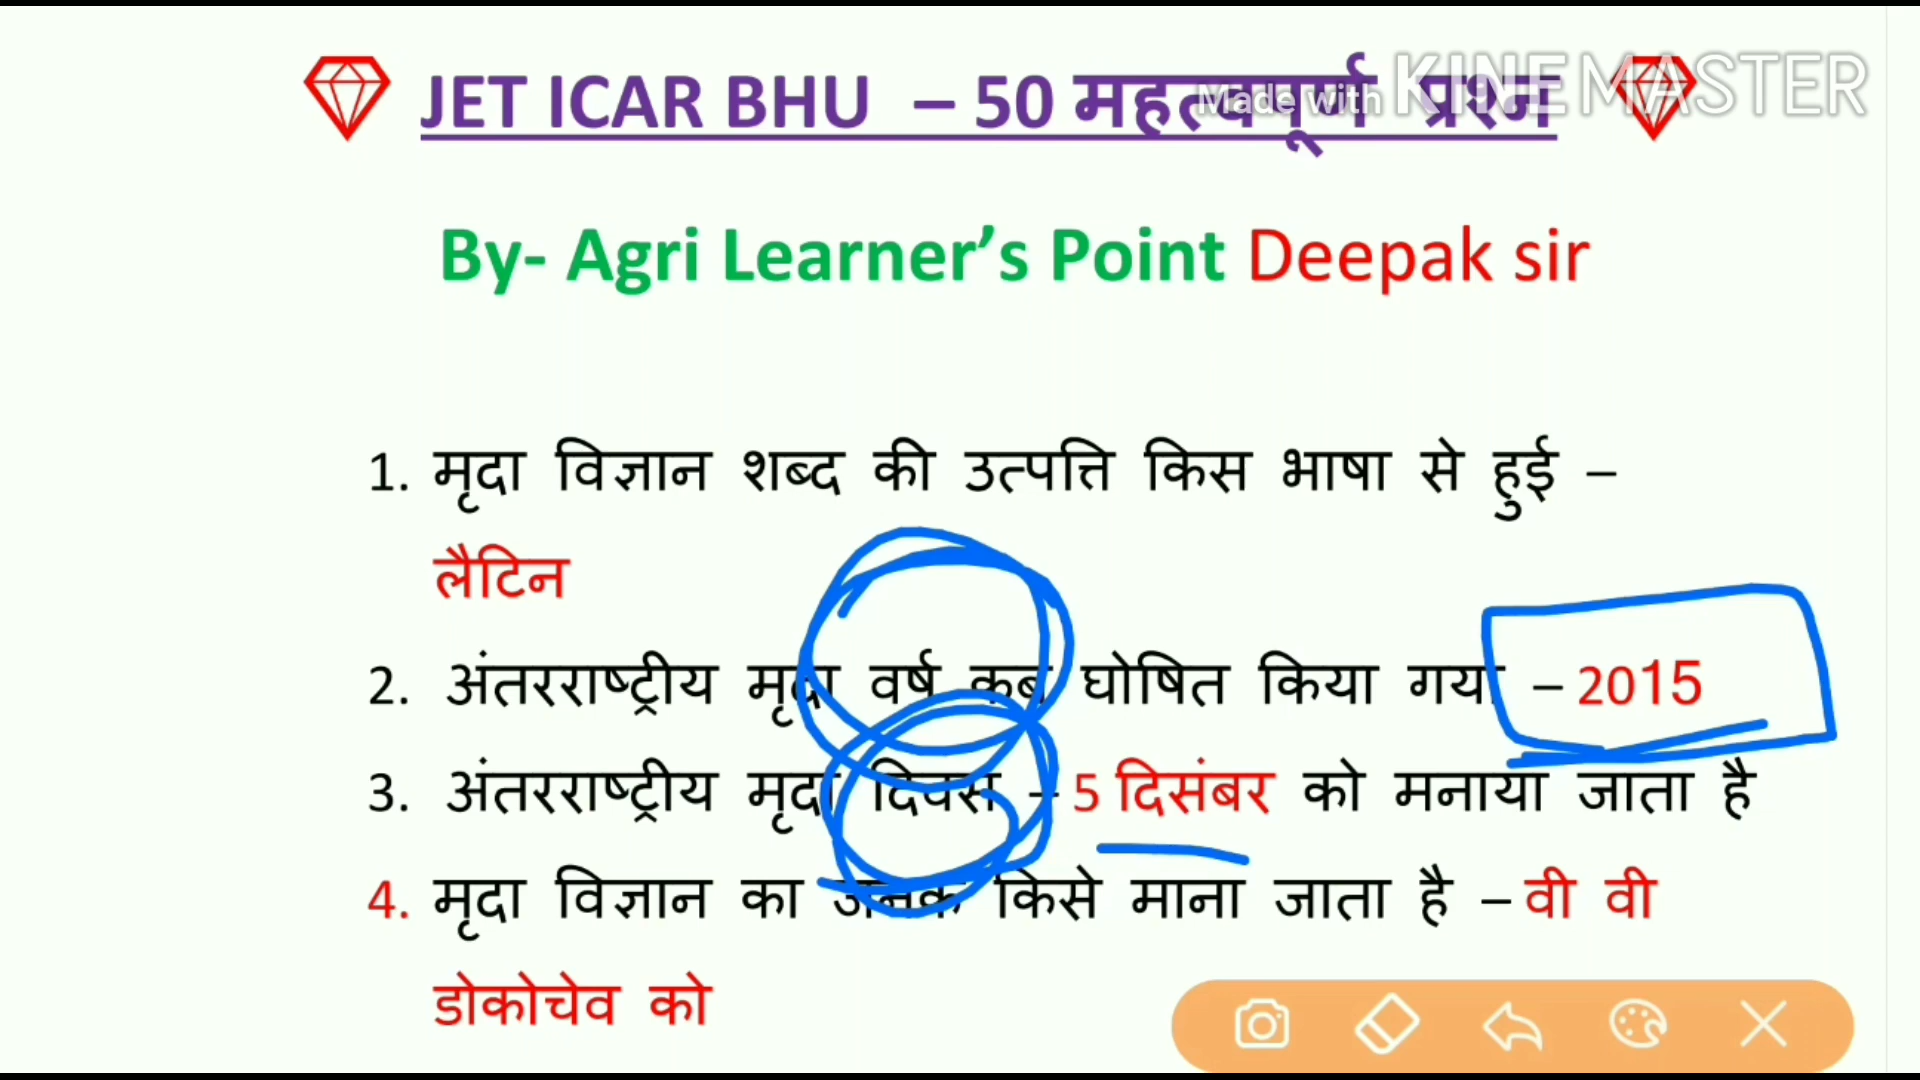 JET ICAR BHU – 50 महत्वपूर्ण प्रश्न
Made with KINEMASTER
By- Agri Learner's Point Deepak sir
1. मृदा विज्ञान शब्द की उत्पत्ति किस भाषा से हुई –
लैटिन
2. अंतरराष्ट्रीय मृदा वर्ष कब घोषित किया गया – 2015
3. अंतरराष्ट्रीय मृदा दिवस – 5 दिसंबर को मनाया जाता है
4. मृदा विज्ञान का जनक किसे माना जाता है – वी वी
डोकोचेव को